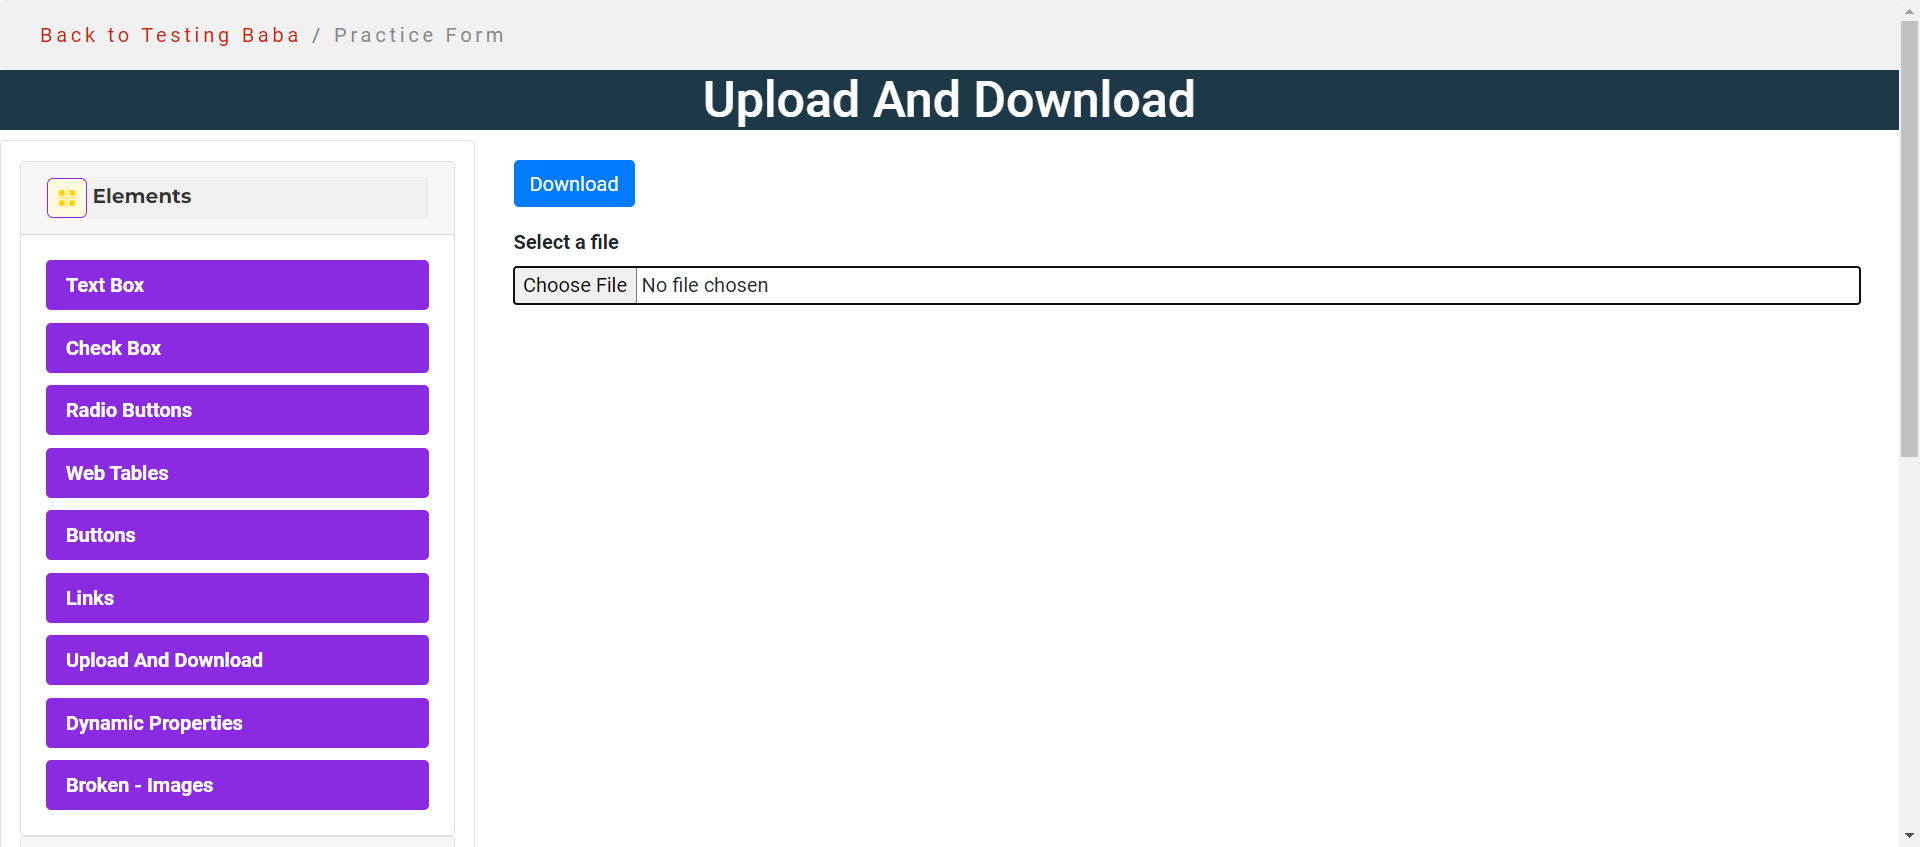 Back to Testing Baba / Practice Form
Upload And Download
Elements
Text Box
Check Box
Radio Buttons
Web Tables
Buttons
Links
Upload And Download
Dynamic Properties
Broken - Images
Download
Select a file
Choose File No file chosen